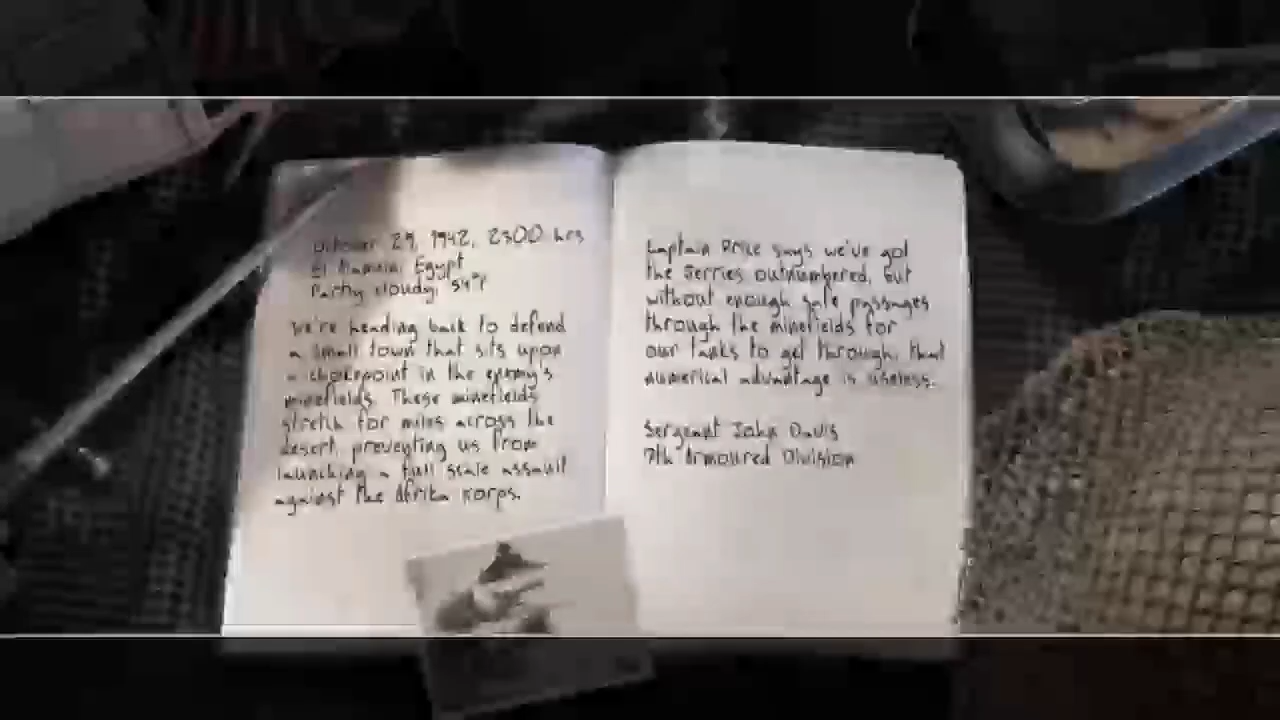 October 29, 1942, 2300 hrs
El Alamein, Egypt
Partly cloudy, 54°F
We're heading back to defend
a small town that sits upon
a chokepoint in the enemy's
minefields. These minefields
stretch for miles across the
desert, preventing us from
launching a full scale assault
against the Afrika Korps.
Captain Price says we've got
the Jerries outnumbered, but
without enough safe passages
through the minefields for
our tanks to get through, that
numerical advantage is useless.
Sergeant John Davis
7th Armoured Division